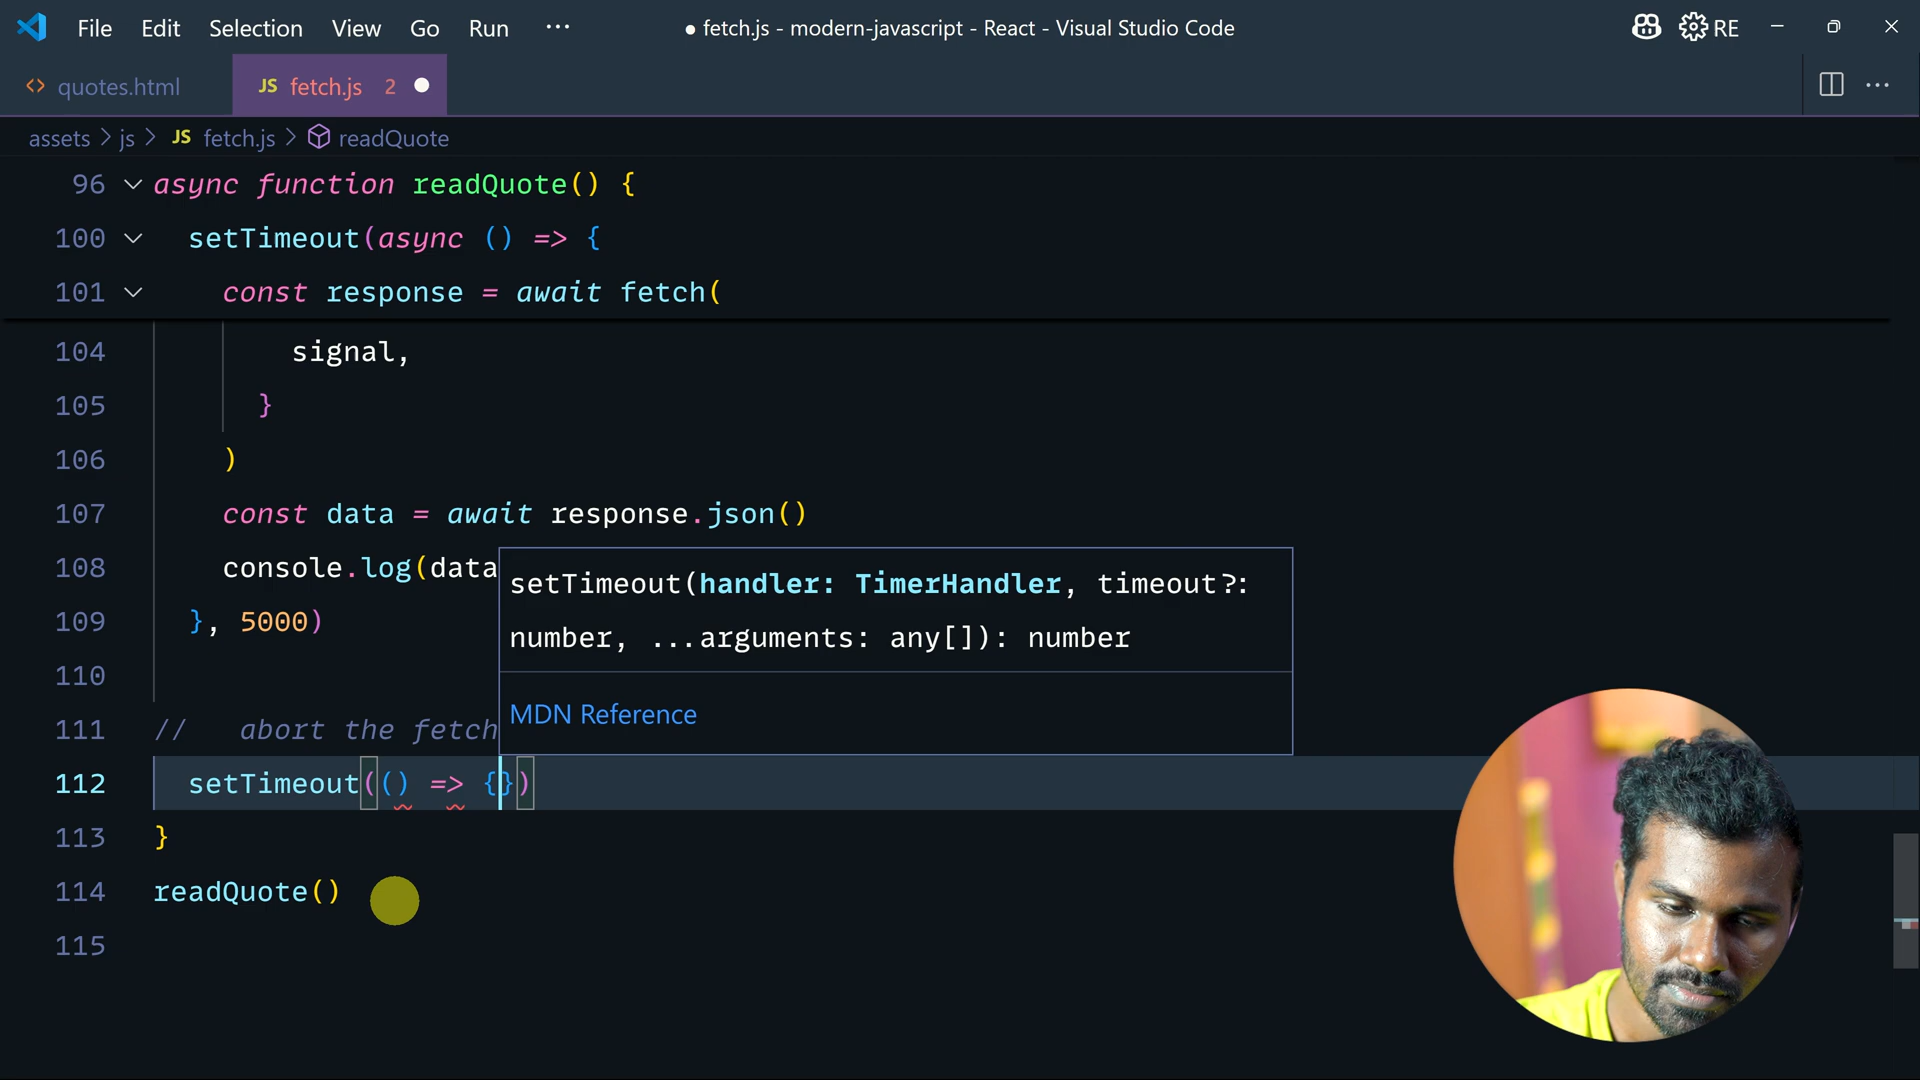 File Edit Selection View Go Run ··· ● fetch.js - modern-javascript - React - Visual Studio Code RE
<> quotes.html JS fetch.js 2 ● ···
assets > js > JS fetch.js > readQuote
96 async function readQuote() {
100 setTimeout(async () => {
101 const response = await fetch(
104 signal,
105 }
106 )
107 const data = await response.json()
108 console.log(data
109 }, 5000)
110
111 // abort the fetch
112 setTimeout(() => {})
113 }
114 readQuote()
115
setTimeout(handler: TimerHandler, timeout?:
number, ...arguments: any[]): number
MDN Reference